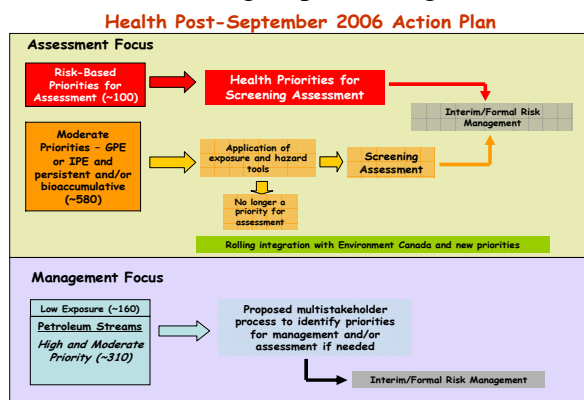 Health Post-September 2006 Action Plan
Assessment Focus
Risk-Based
Priorities for
Assessment (~100)
Health Priorities for
Screening Assessment
Interim/Formal Risk
Management
Moderate
Priorities – GPE
or IPE and
persistent and/or
bioaccumulative
(~580)
Application of
exposure and hazard
tools
Screening
Assessment
No longer a
priority for
assessment
Rolling integration with Environment Canada and new priorities
Management Focus
Low Exposure (~160)
Petroleum Streams
High and Moderate
Priority (~310)
Proposed multistakeholder
process to identify priorities
for management and/or
assessment if needed
Interim/Formal Risk Management